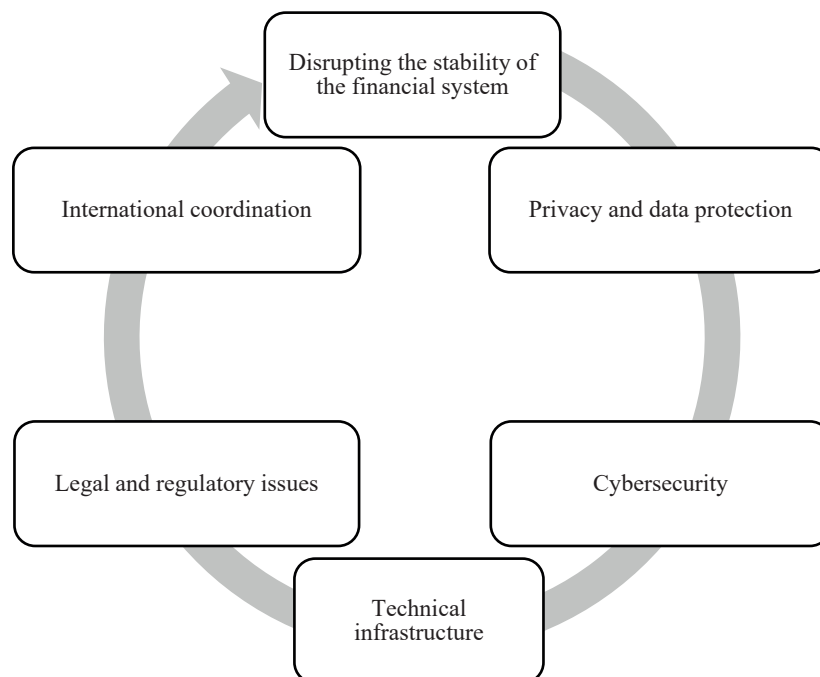 Disrupting the stability of
the financial system
International coordination
Privacy and data protection
Legal and regulatory issues
Cybersecurity
Technical
infrastructure